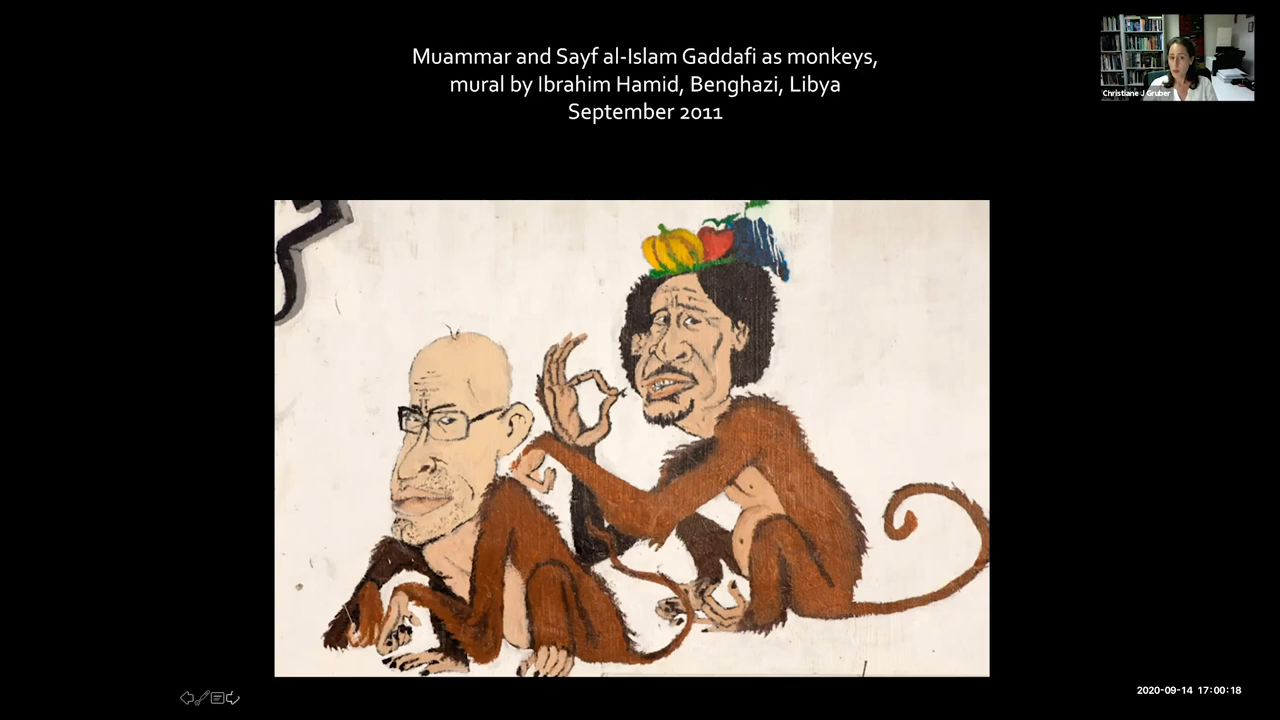 Muammar and Sayf al-Islam Gaddafi as monkeys,
mural by Ibrahim Hamid, Benghazi, Libya
September 2011
Christiane J Gruber
2020-09-14 17:00:18